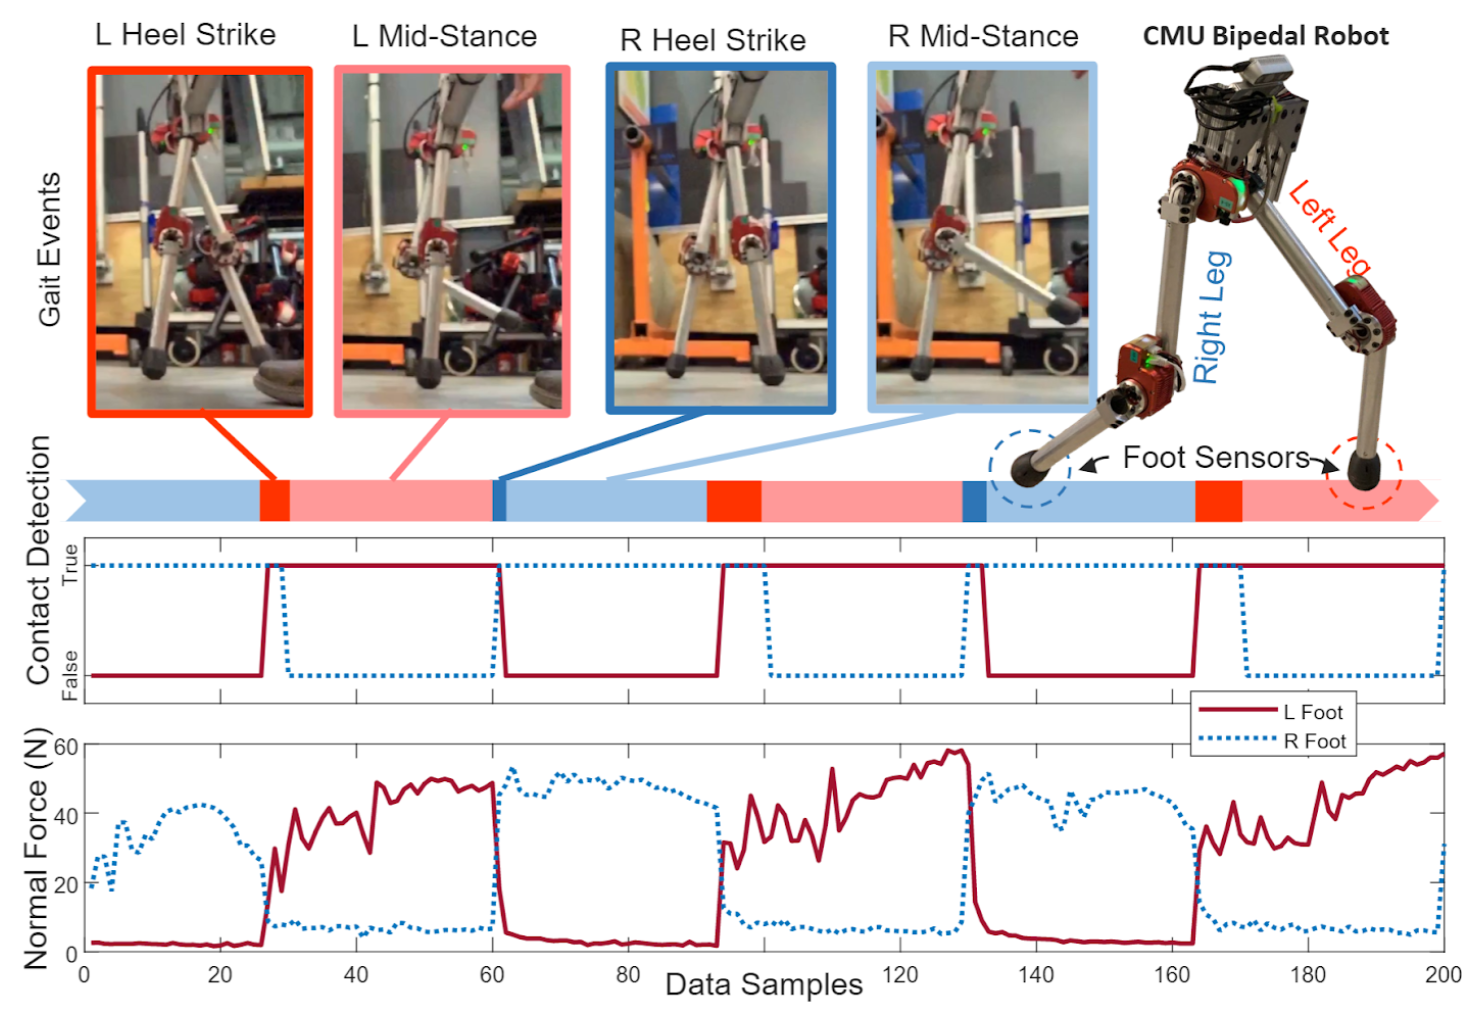 L Heel Strike
L Mid-Stance
R Heel Strike
R Mid-Stance
CMU Bipedal Robot
Gait Events
Left Leg
Right Leg
Foot Sensors
Contact Detection
True
False
L Foot
R Foot
Normal Force (N)
60
40
20
0
0 20 40 60 80 120 140 160 180 200
Data Samples